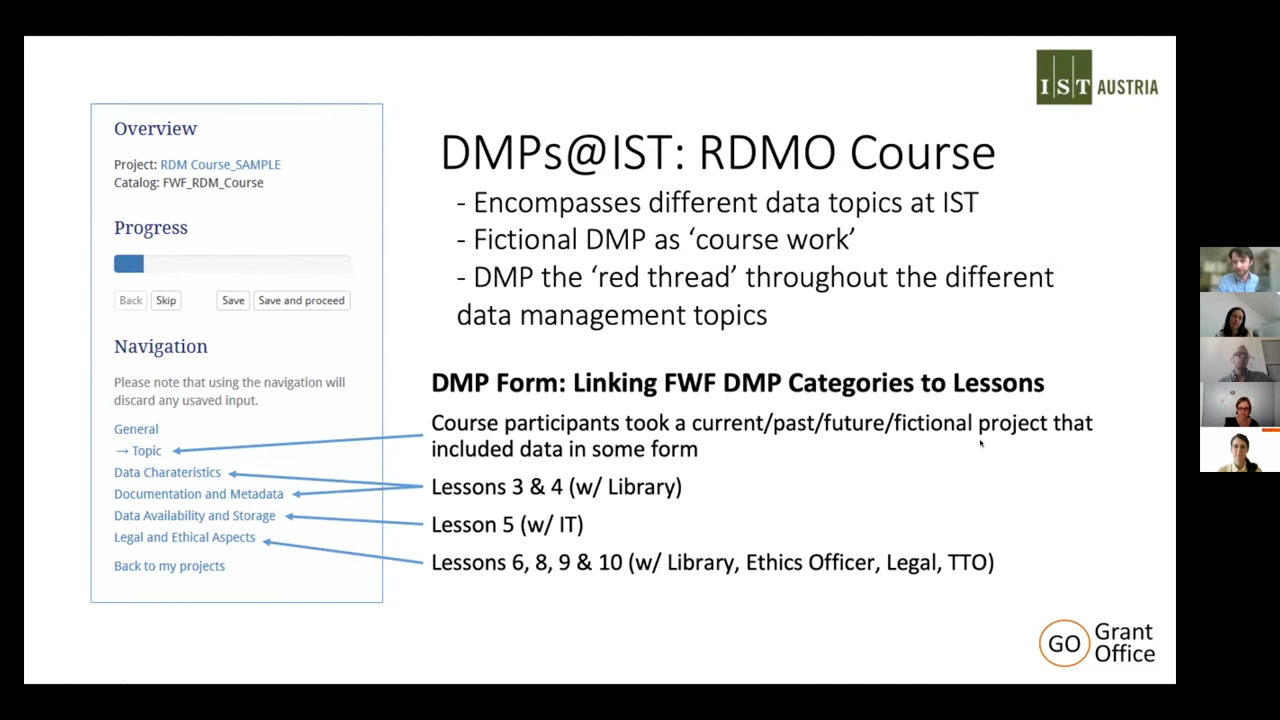 IST AUSTRIA
Overview
Project: RDM Course_SAMPLE
Catalog: FWF_RDM_Course
Progress
Back Skip Save Save and proceed
Navigation
Please note that using the navigation will
discard any usaved input.
General
→ Topic
Data Charateristics
Documentation and Metadata
Data Availability and Storage
Legal and Ethical Aspects
Back to my projects
DMPs@IST: RDMO Course
- Encompasses different data topics at IST
- Fictional DMP as ‘course work’
- DMP the ‘red thread’ throughout the different
data management topics
DMP Form: Linking FWF DMP Categories to Lessons
Course participants took a current/past/future/fictional project that
included data in some form
Lessons 3 & 4 (w/ Library)
Lesson 5 (w/ IT)
Lessons 6, 8, 9 & 10 (w/ Library, Ethics Officer, Legal, TTO)
GO Grant
Office